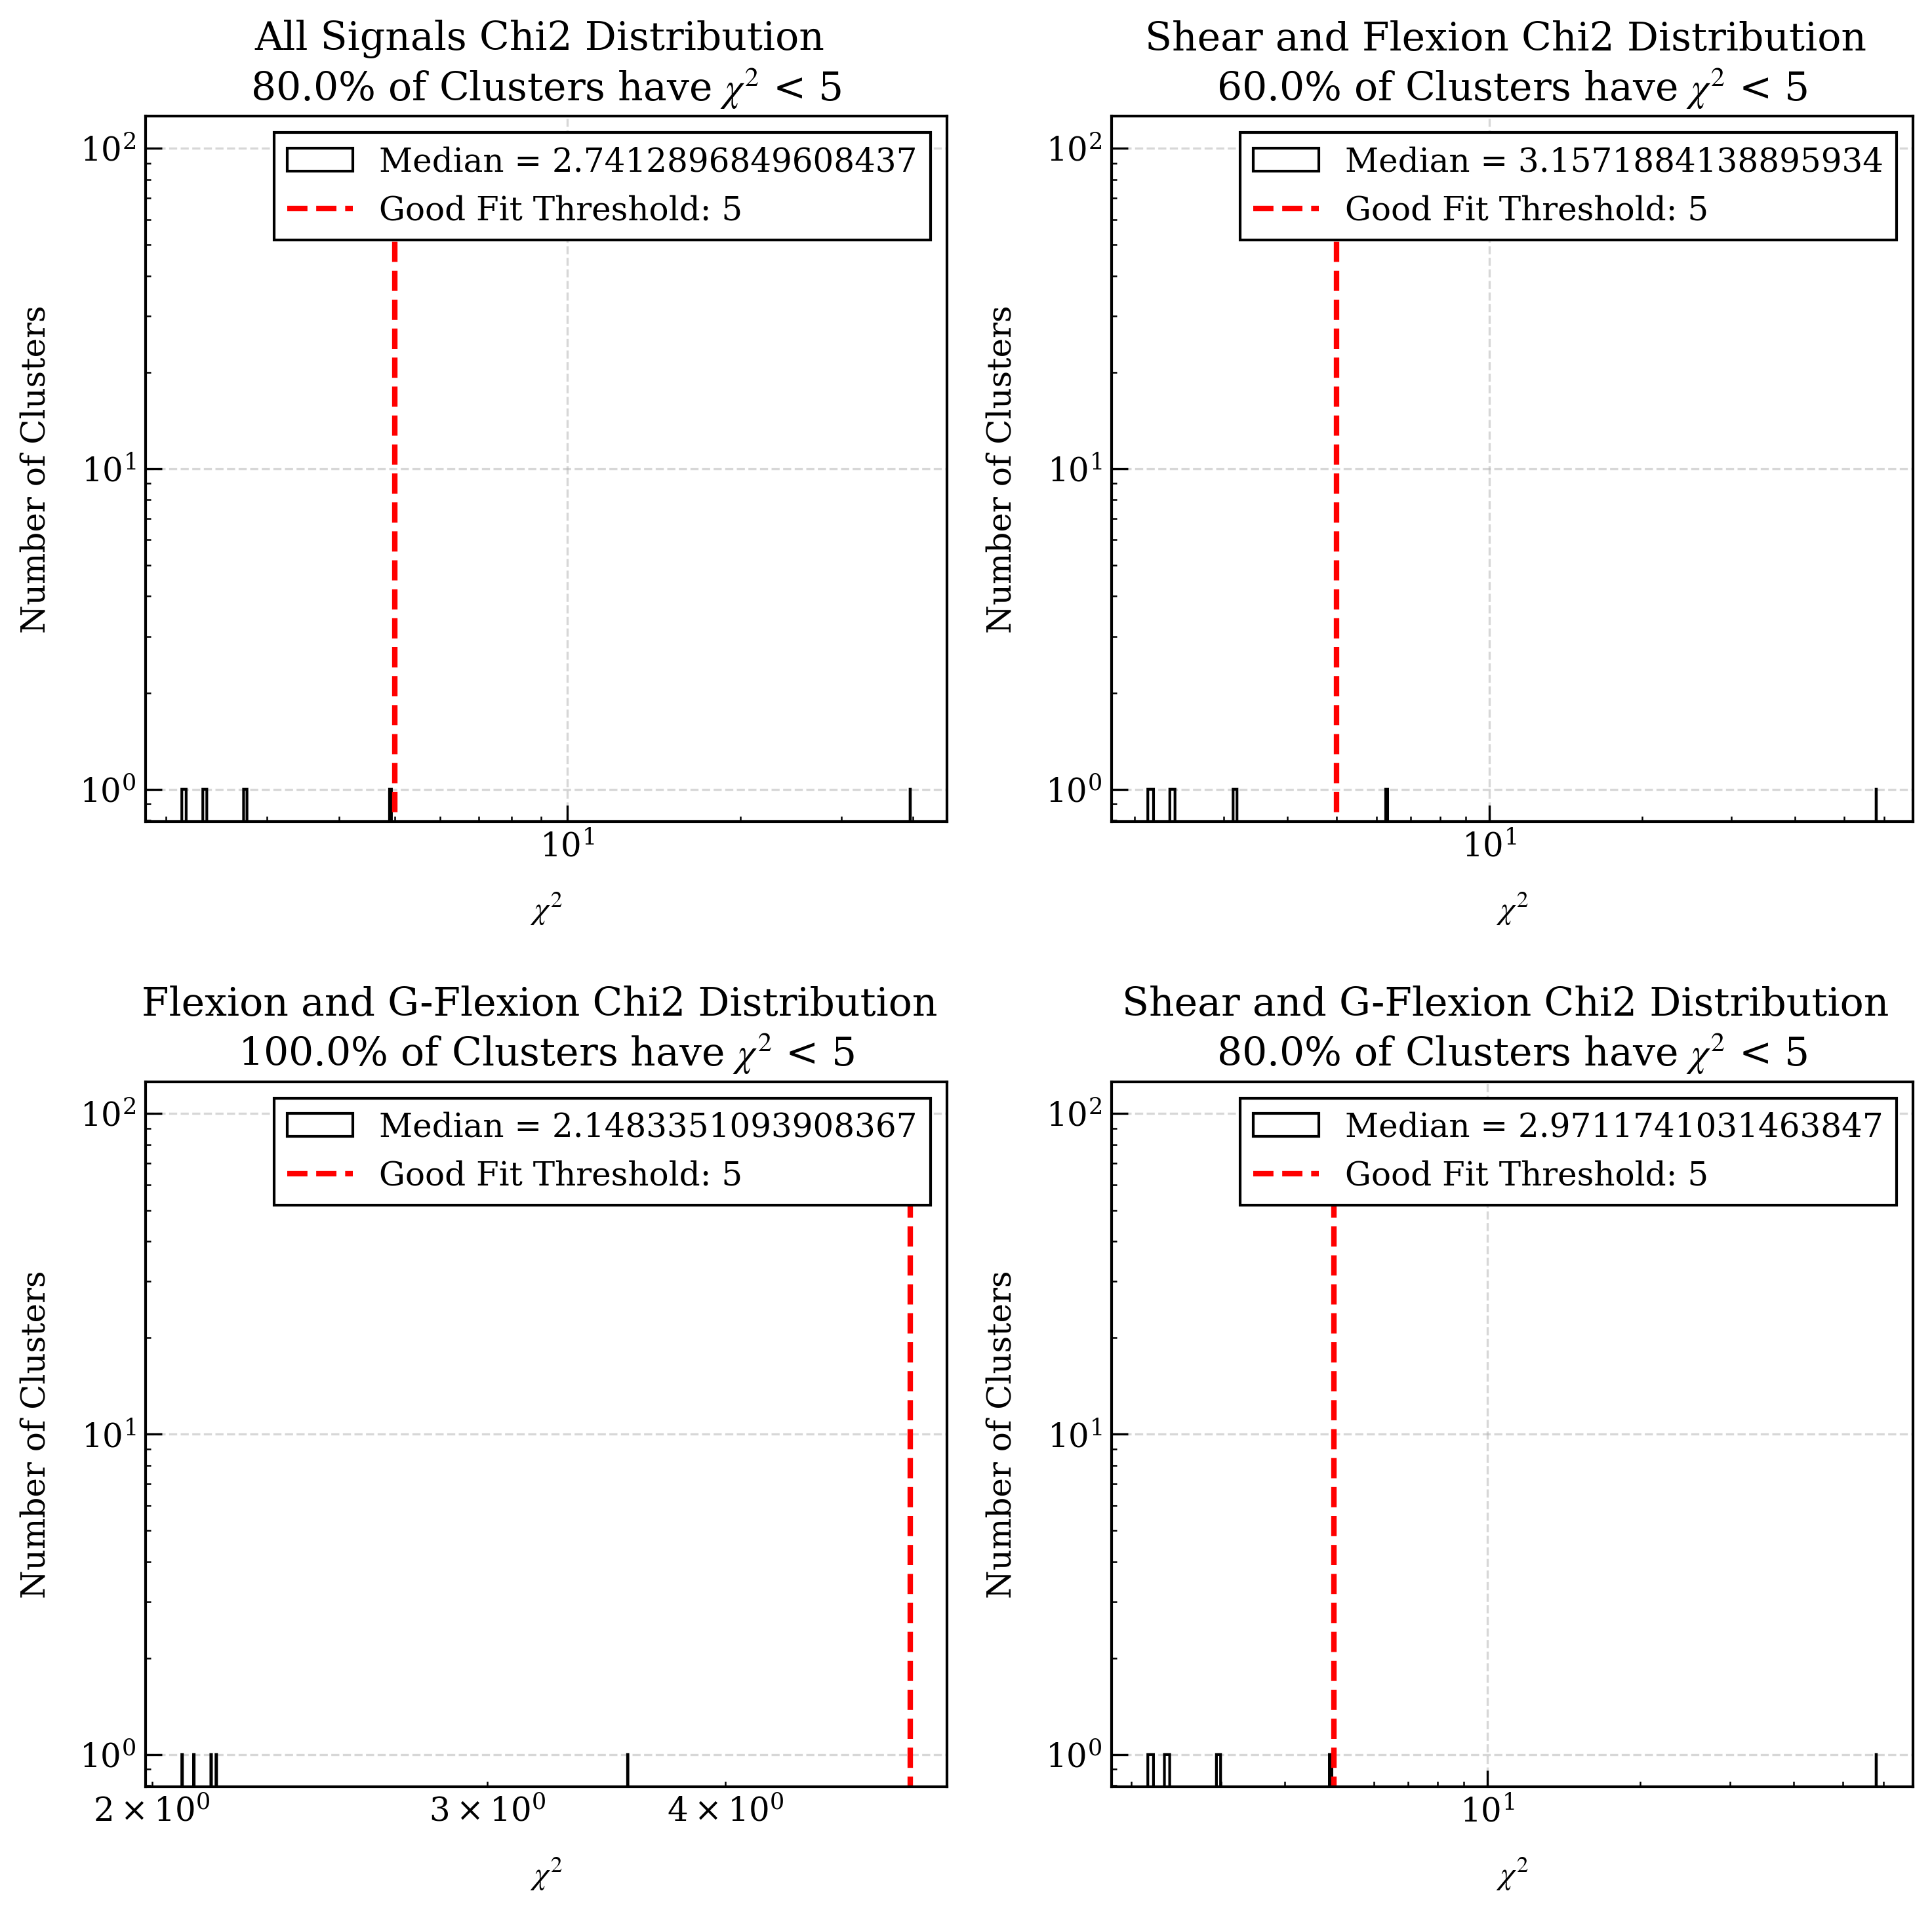 All Signals Chi2 Distribution
80.0% of Clusters have χ² < 5
Median = 2.7412896849608437
Good Fit Threshold: 5
Number of Clusters
10²
10¹
10⁰
10¹
χ²
Shear and Flexion Chi2 Distribution
60.0% of Clusters have χ² < 5
Median = 3.1571884138895934
Good Fit Threshold: 5
Number of Clusters
10²
10¹
10⁰
10¹
χ²
Flexion and G-Flexion Chi2 Distribution
100.0% of Clusters have χ² < 5
Median = 2.1483351093908367
Good Fit Threshold: 5
Number of Clusters
10²
10¹
10⁰
2 × 10⁰ 3 × 10⁰ 4 × 10⁰
χ²
Shear and G-Flexion Chi2 Distribution
80.0% of Clusters have χ² < 5
Median = 2.9711741031463847
Good Fit Threshold: 5
Number of Clusters
10²
10¹
10⁰
10¹
χ²